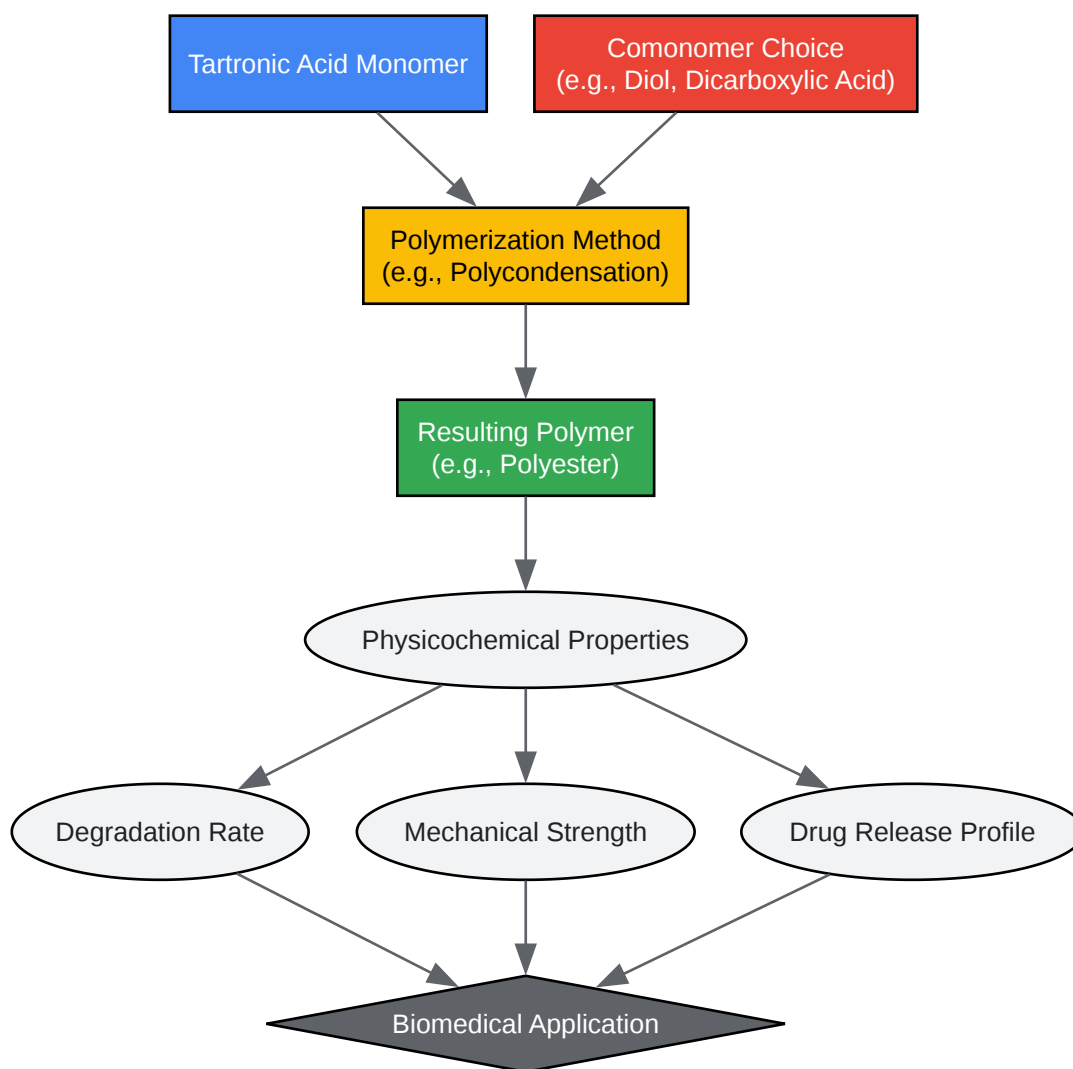 Tartronic Acid Monomer
Comonomer Choice
(e.g., Diol, Dicarboxylic Acid)
Polymerization Method
(e.g., Polycondensation)
Resulting Polymer
(e.g., Polyester)
Physicochemical Properties
Degradation Rate
Mechanical Strength
Drug Release Profile
Biomedical Application